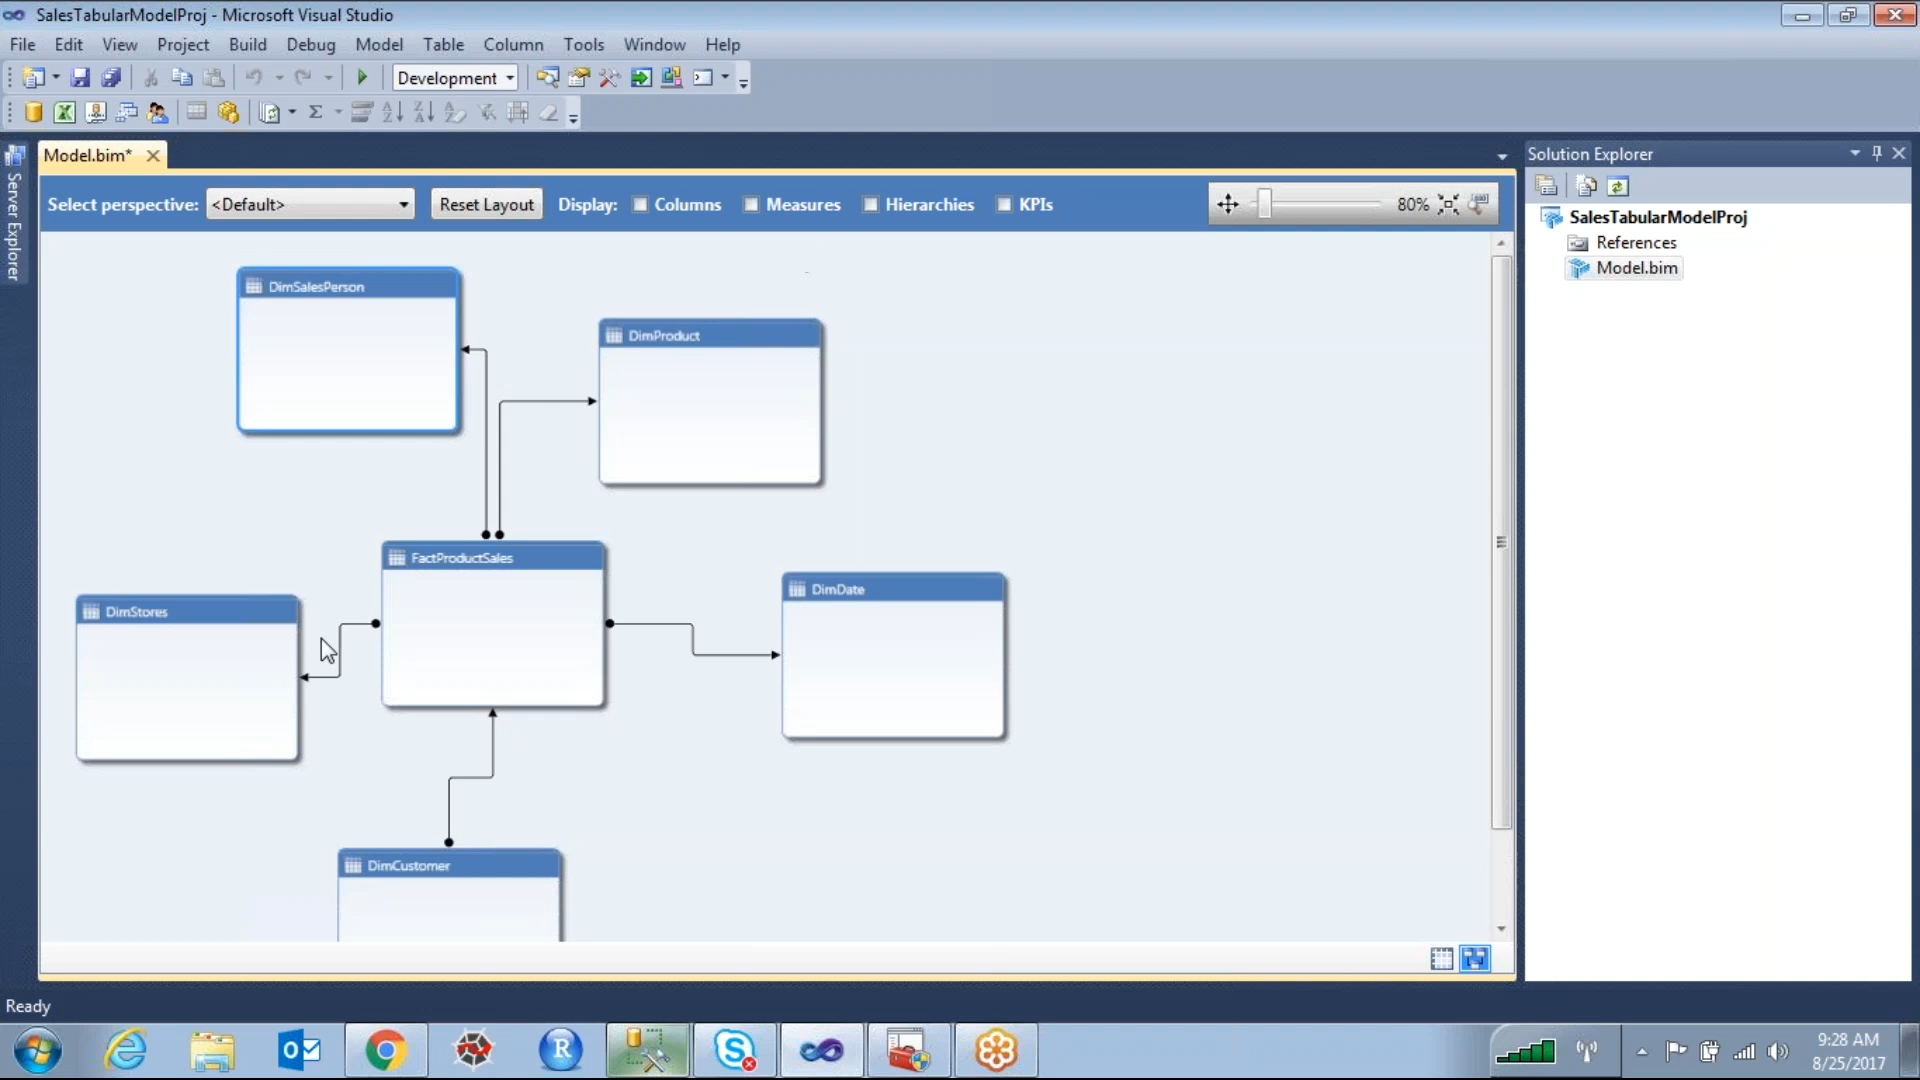 SalesTabularModelProj - Microsoft Visual Studio
File Edit View Project Build Debug Model Table Column Tools Window Help
Development
Model.bim*
Solution Explorer
Server Explorer
Select perspective: <Default> Reset Layout Display: Columns Measures Hierarchies KPIs 80%
SalesTabularModelProj
References
Model.bim
DimSalesPerson
DimProduct
FactProductSales
DimDate
DimStores
DimCustomer
Ready
9:28 AM
8/25/2017